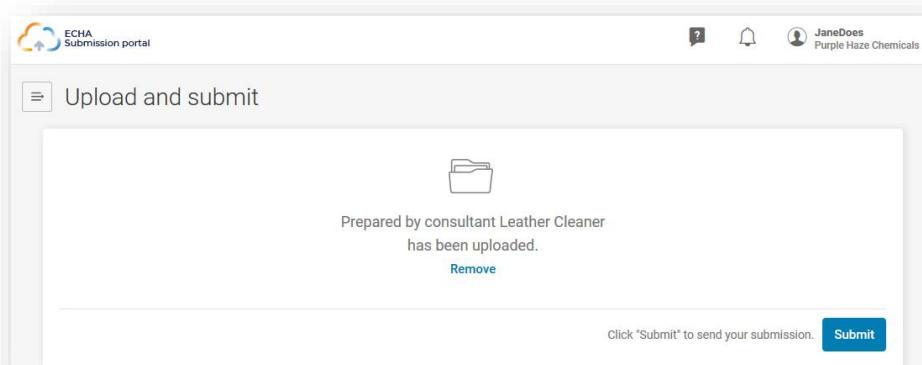 ECHA
Submission portal
?
JaneDoes
Purple Haze Chemicals
Upload and submit
Prepared by consultant Leather Cleaner
has been uploaded.
Remove
Click "Submit" to send your submission.
Submit